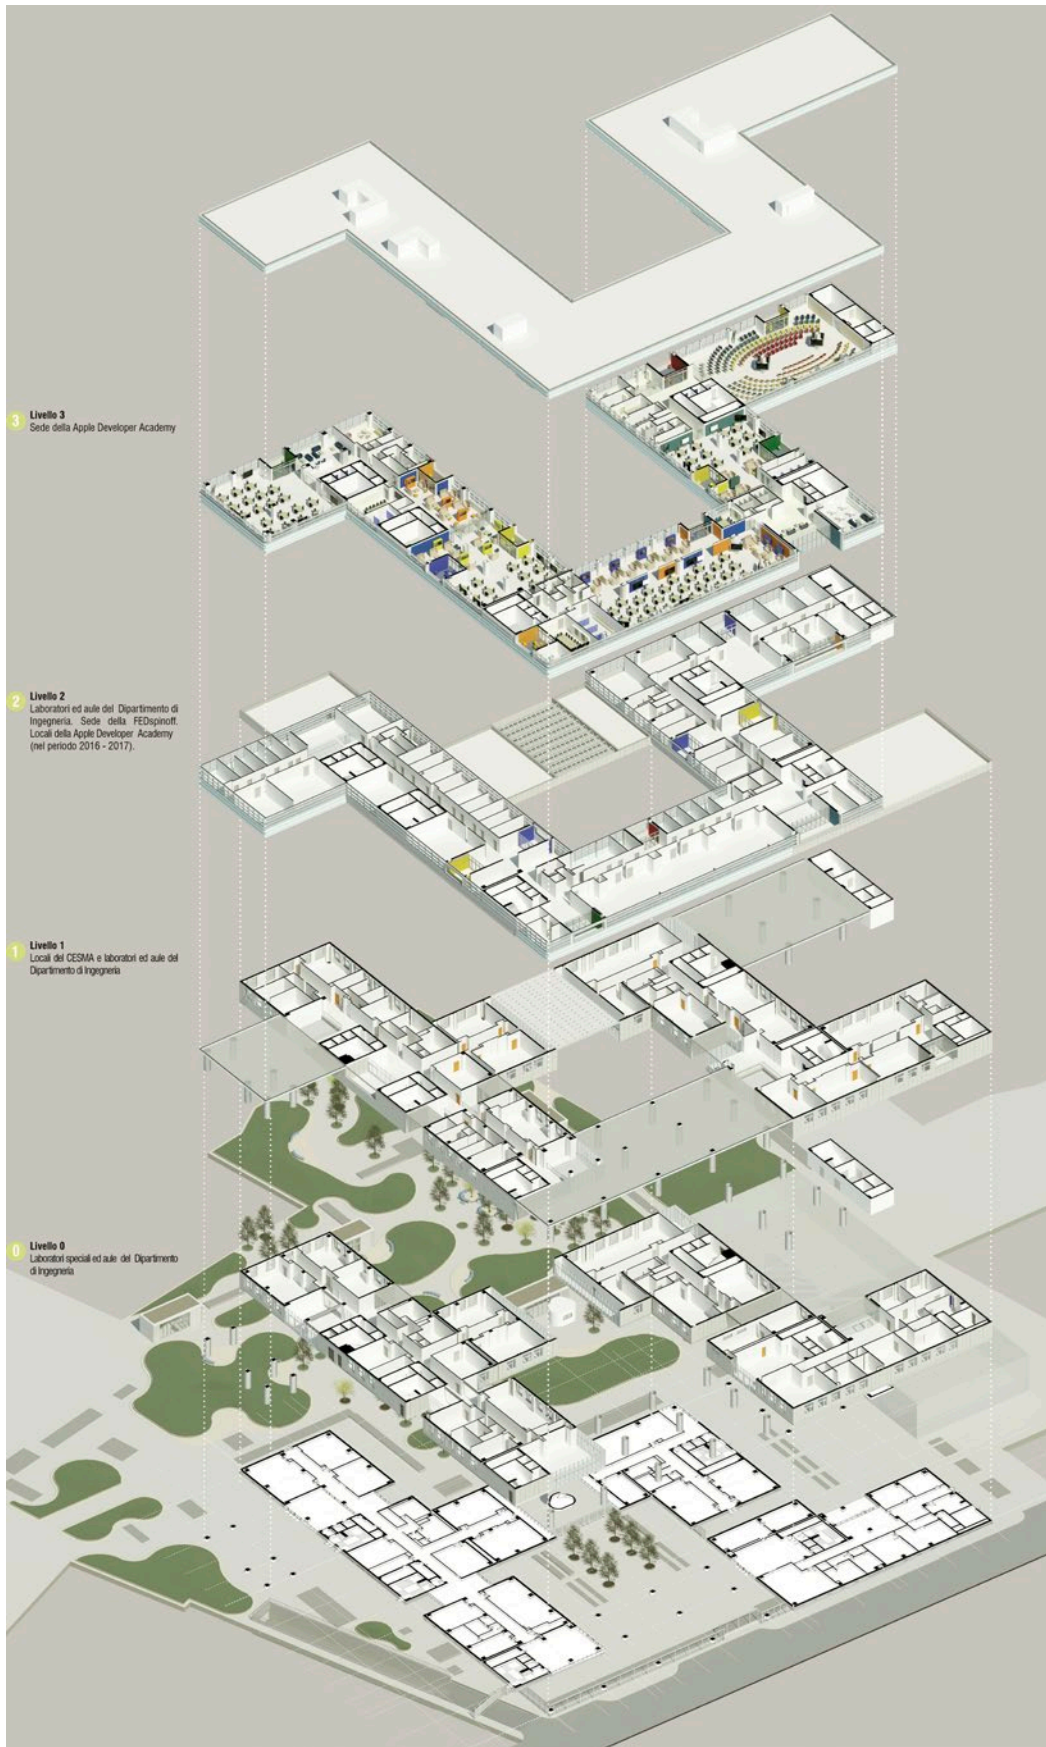 3
Livello 3
Sede della Apple Developer Academy
2
Livello 2
Laboratori ed aule del Dipartimento di
Ingegneria. Sede della FEDspinoff.
Locali della Apple Developer Academy
(nel periodo 2016 - 2017).
1
Livello 1
Locali del CESMA e laboratori ed aule del
Dipartimento di Ingegneria
0
Livello 0
Laboratori speciali ed aule del Dipartimento
di Ingegneria